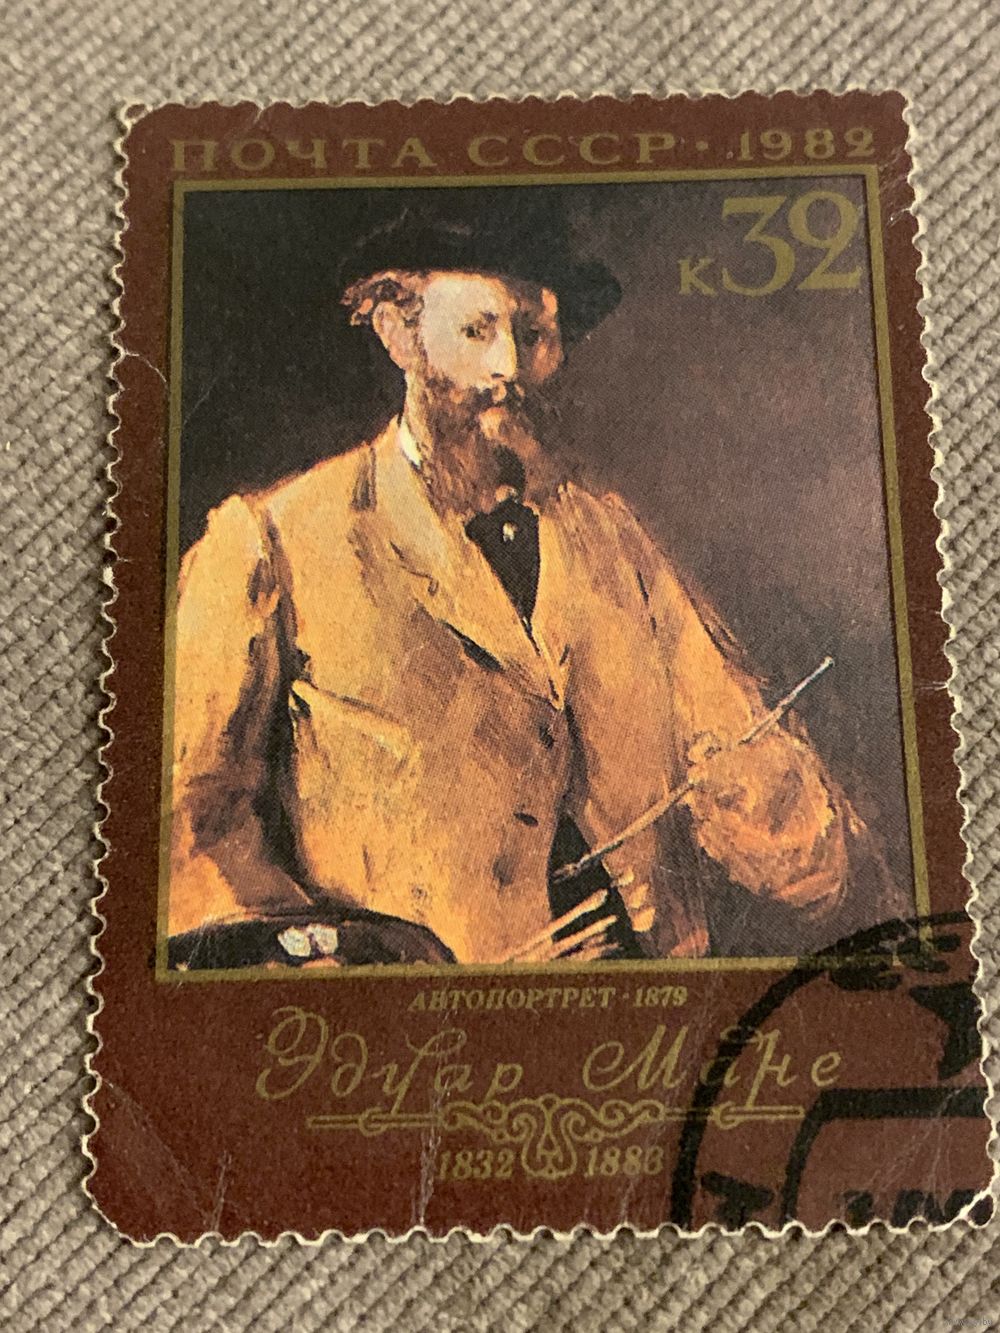 ПОЧТА СССР · 1982
к32
АВТОПОРТРЕТ · 1879
Эдуар Мане
1832 1883